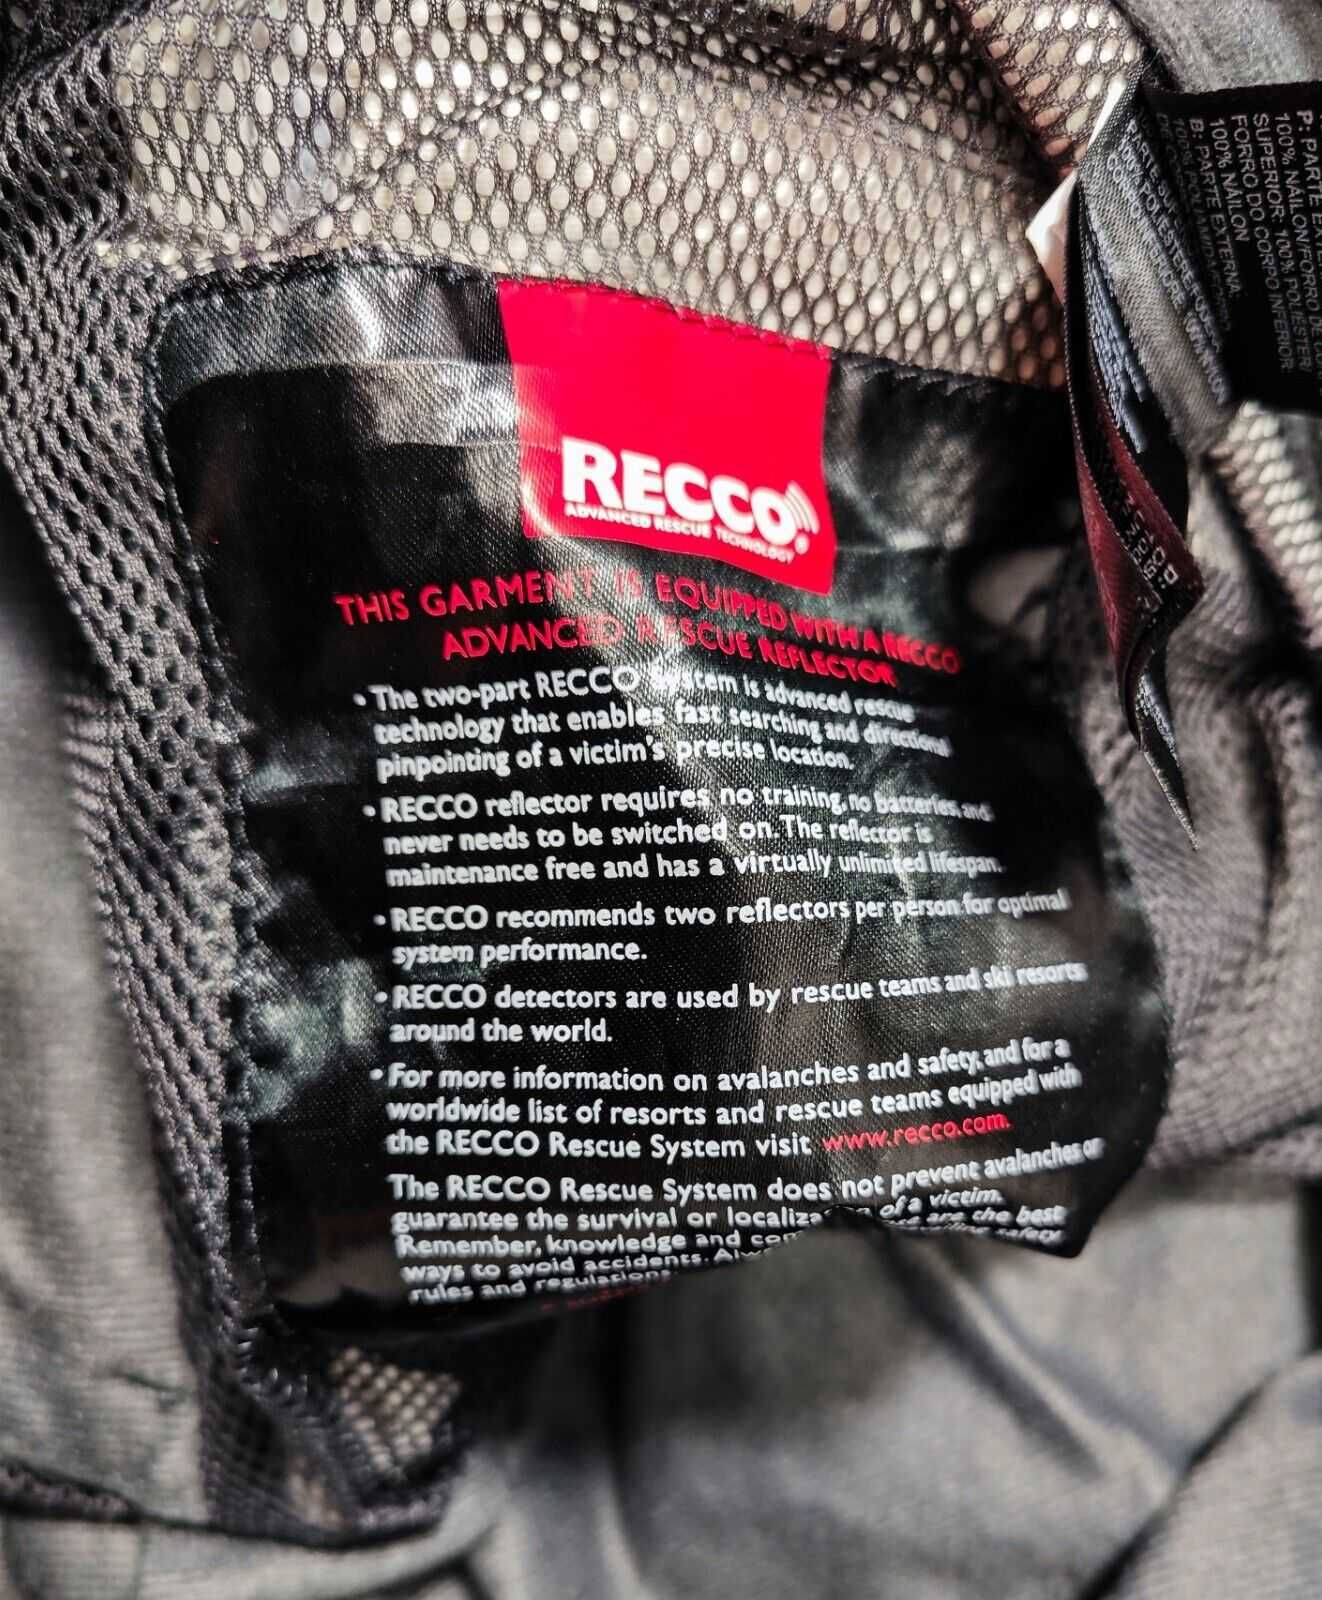 RECCO
ADVANCED RESCUE TECHNOLOGY
THIS GARMENT IS EQUIPPED WITH A RECCO
ADVANCED RESCUE REFLECTOR
• The two-part RECCO System is advanced rescue
technology that enables fast searching and directional
pinpointing of a victim's precise location.
• RECCO reflector requires no training, no batteries, and
never needs to be switched on. The reflector is
maintenance free and has a virtually unlimited lifespan.
• RECCO recommends two reflectors per person for optimal
system performance.
• RECCO detectors are used by rescue teams and ski resorts
around the world.
• For more information on avalanches and safety, and for a
worldwide list of resorts and rescue teams equipped with
the RECCO Rescue System visit www.recco.com.
The RECCO Rescue System does not prevent avalanches or
guarantee the survival or of a victim.
Remember, knowledge and are the best
ways to avoid accidents. safety
rules and regulations.
P: PARTE
100% NÁILON/FORRO DE
SUPERIOR: 100% POLIÉSTER/
FORRO DO CORPO INFERIOR:
100% NÁILON
B: PARTE EXTERNA: